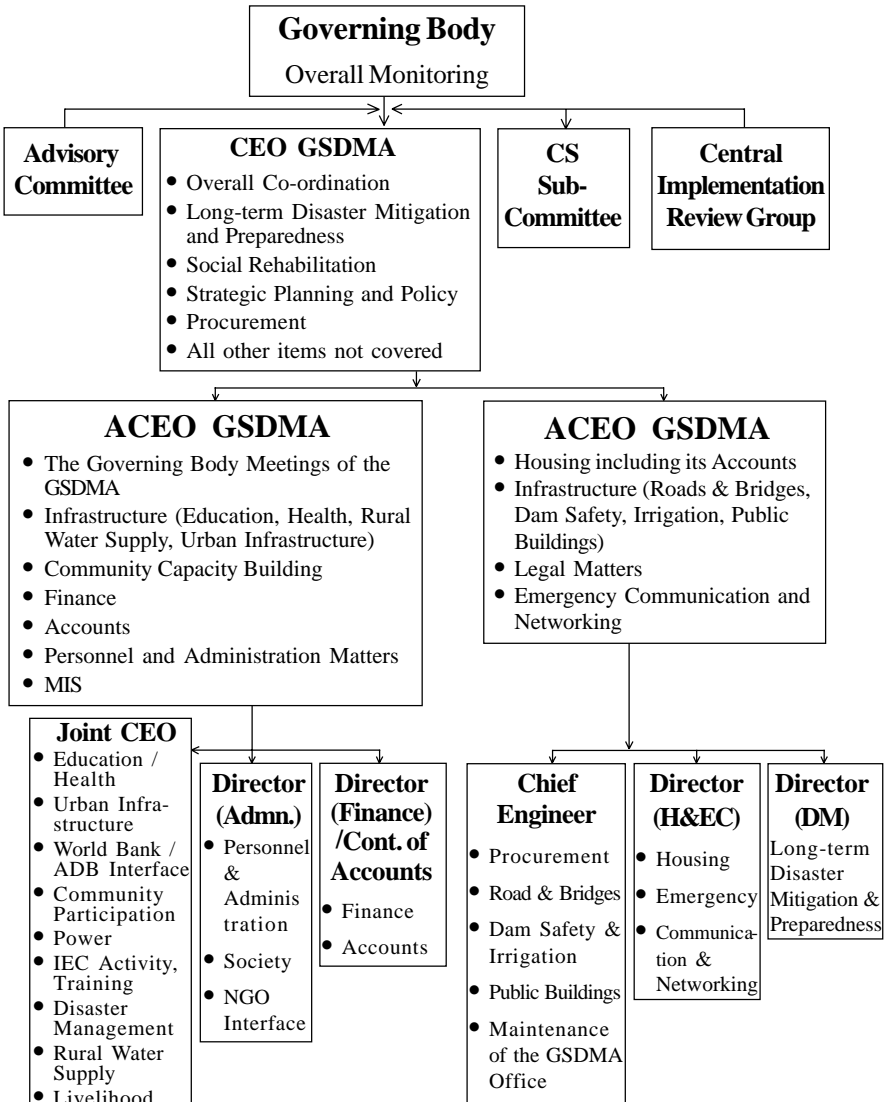 Governing Body
Overall Monitoring
Advisory
Committee
CEO GSDMA
• Overall Co-ordination
• Long-term Disaster Mitigation
and Preparedness
• Social Rehabilitation
• Strategic Planning and Policy
• Procurement
• All other items not covered
CS
Sub-
Committee
Central
Implementation
Review Group
ACEO GSDMA
• The Governing Body Meetings of the
GSDMA
• Infrastructure (Education, Health, Rural
Water Supply, Urban Infrastructure)
• Community Capacity Building
• Finance
• Accounts
• Personnel and Administration Matters
• MIS
ACEO GSDMA
• Housing including its Accounts
• Infrastructure (Roads & Bridges,
Dam Safety, Irrigation, Public
Buildings)
• Legal Matters
• Emergency Communication and
Networking
Joint CEO
• Education /
Health
• Urban Infra-
structure
• World Bank /
ADB Interface
• Community
Participation
• Power
• IEC Activity,
Training
• Disaster
Management
• Rural Water
Supply
• Livelihood
Director
(Admn.)
• Personnel
&
Adminis
tration
• Society
• NGO
Interface
Director
(Finance)
/Cont. of
Accounts
• Finance
• Accounts
Chief
Engineer
• Procurement
• Road & Bridges
• Dam Safety &
Irrigation
• Public Buildings
• Maintenance
of the GSDMA
Office
Director
(H&EC)
• Housing
• Emergency
• Communica-
tion &
Networking
Director
(DM)
Long-term
Disaster
Mitigation &
Preparedness